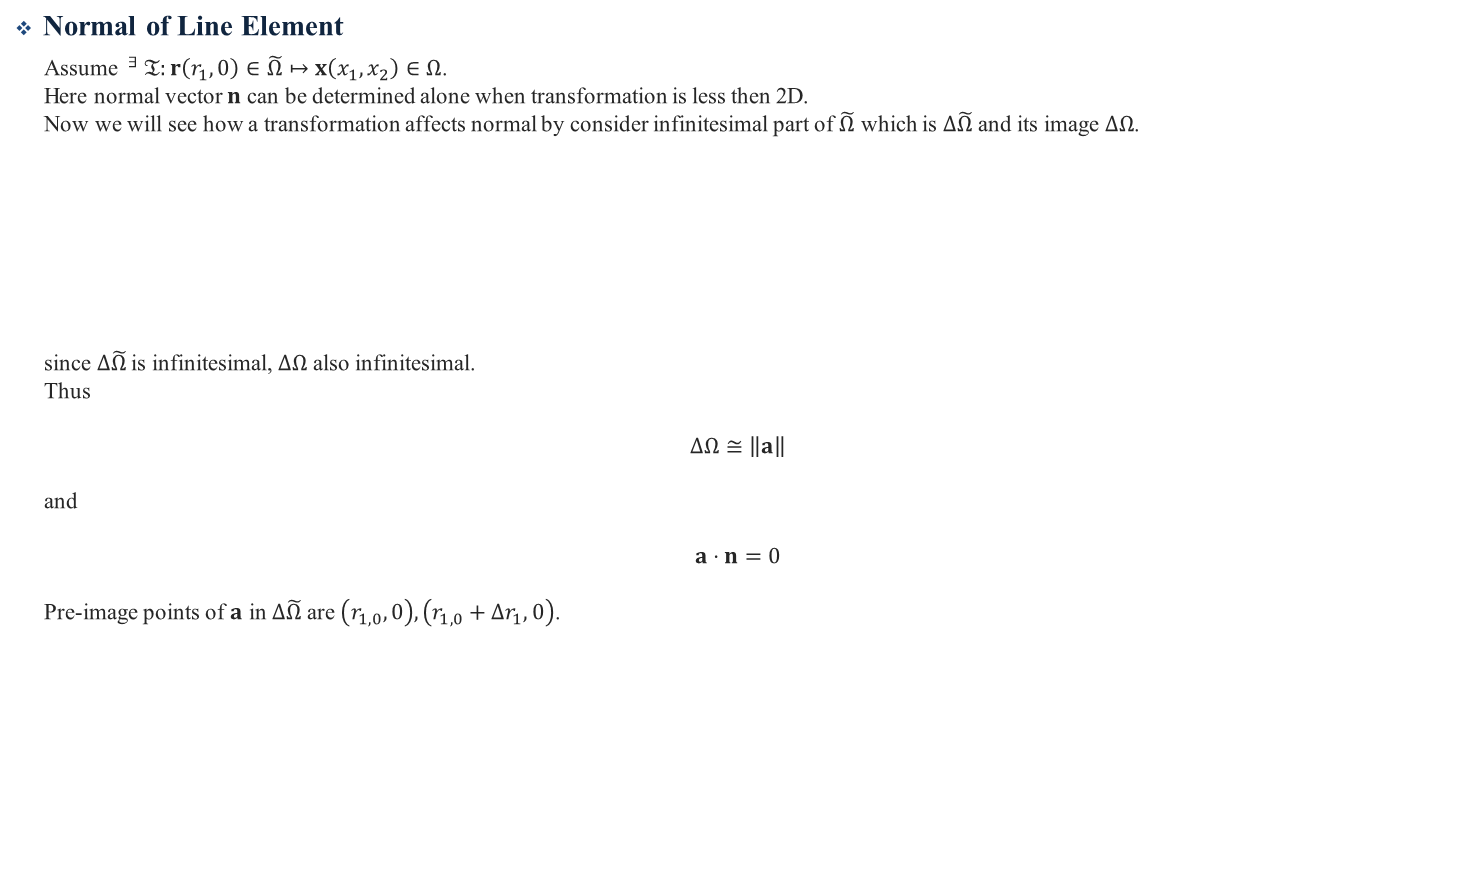 ❖ Normal of Line Element
Assume ∃ 𝔗: 𝐫(𝑟₁, 0) ∈ Ω̃ ↦ 𝐱(𝑥₁, 𝑥₂) ∈ Ω.
Here normal vector 𝐧 can be determined alone when transformation is less then 2D.
Now we will see how a transformation affects normal by consider infinitesimal part of Ω̃ which is ΔΩ̃ and its image ΔΩ.
since ΔΩ̃ is infinitesimal, ΔΩ also infinitesimal.
Thus
ΔΩ ≅ ‖𝐚‖
and
𝐚 · 𝐧 = 0
Pre-image points of 𝐚 in ΔΩ̃ are (𝑟₁,₀, 0), (𝑟₁,₀ + Δ𝑟₁, 0).